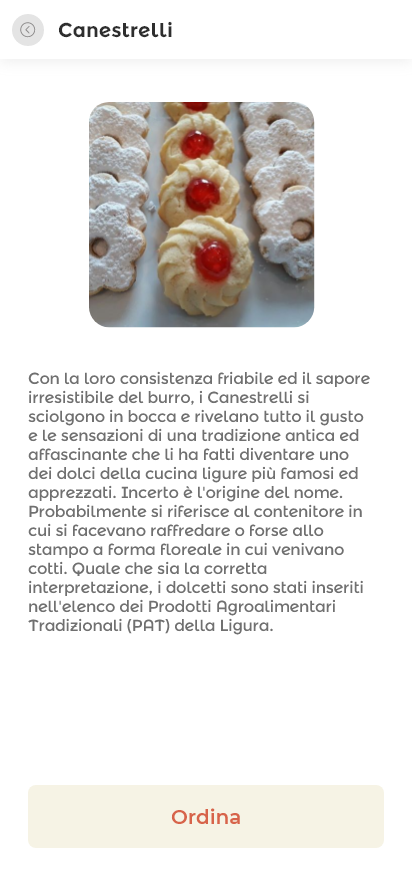 Canestrelli
Con la loro consistenza friabile ed il sapore
irresistibile del burro, i Canestrelli si
sciolgono in bocca e rivelano tutto il gusto
e le sensazioni di una tradizione antica ed
affascinante che li ha fatti diventare uno
dei dolci della cucina ligure più famosi ed
apprezzati. Incerto è l'origine del nome.
Probabilmente si riferisce al contenitore in
cui si facevano raffredare o forse allo
stampo a forma floreale in cui venivano
cotti. Quale che sia la corretta
interpretazione, i dolcetti sono stati inseriti
nell'elenco dei Prodotti Agroalimentari
Tradizionali (PAT) della Ligura.
Ordina